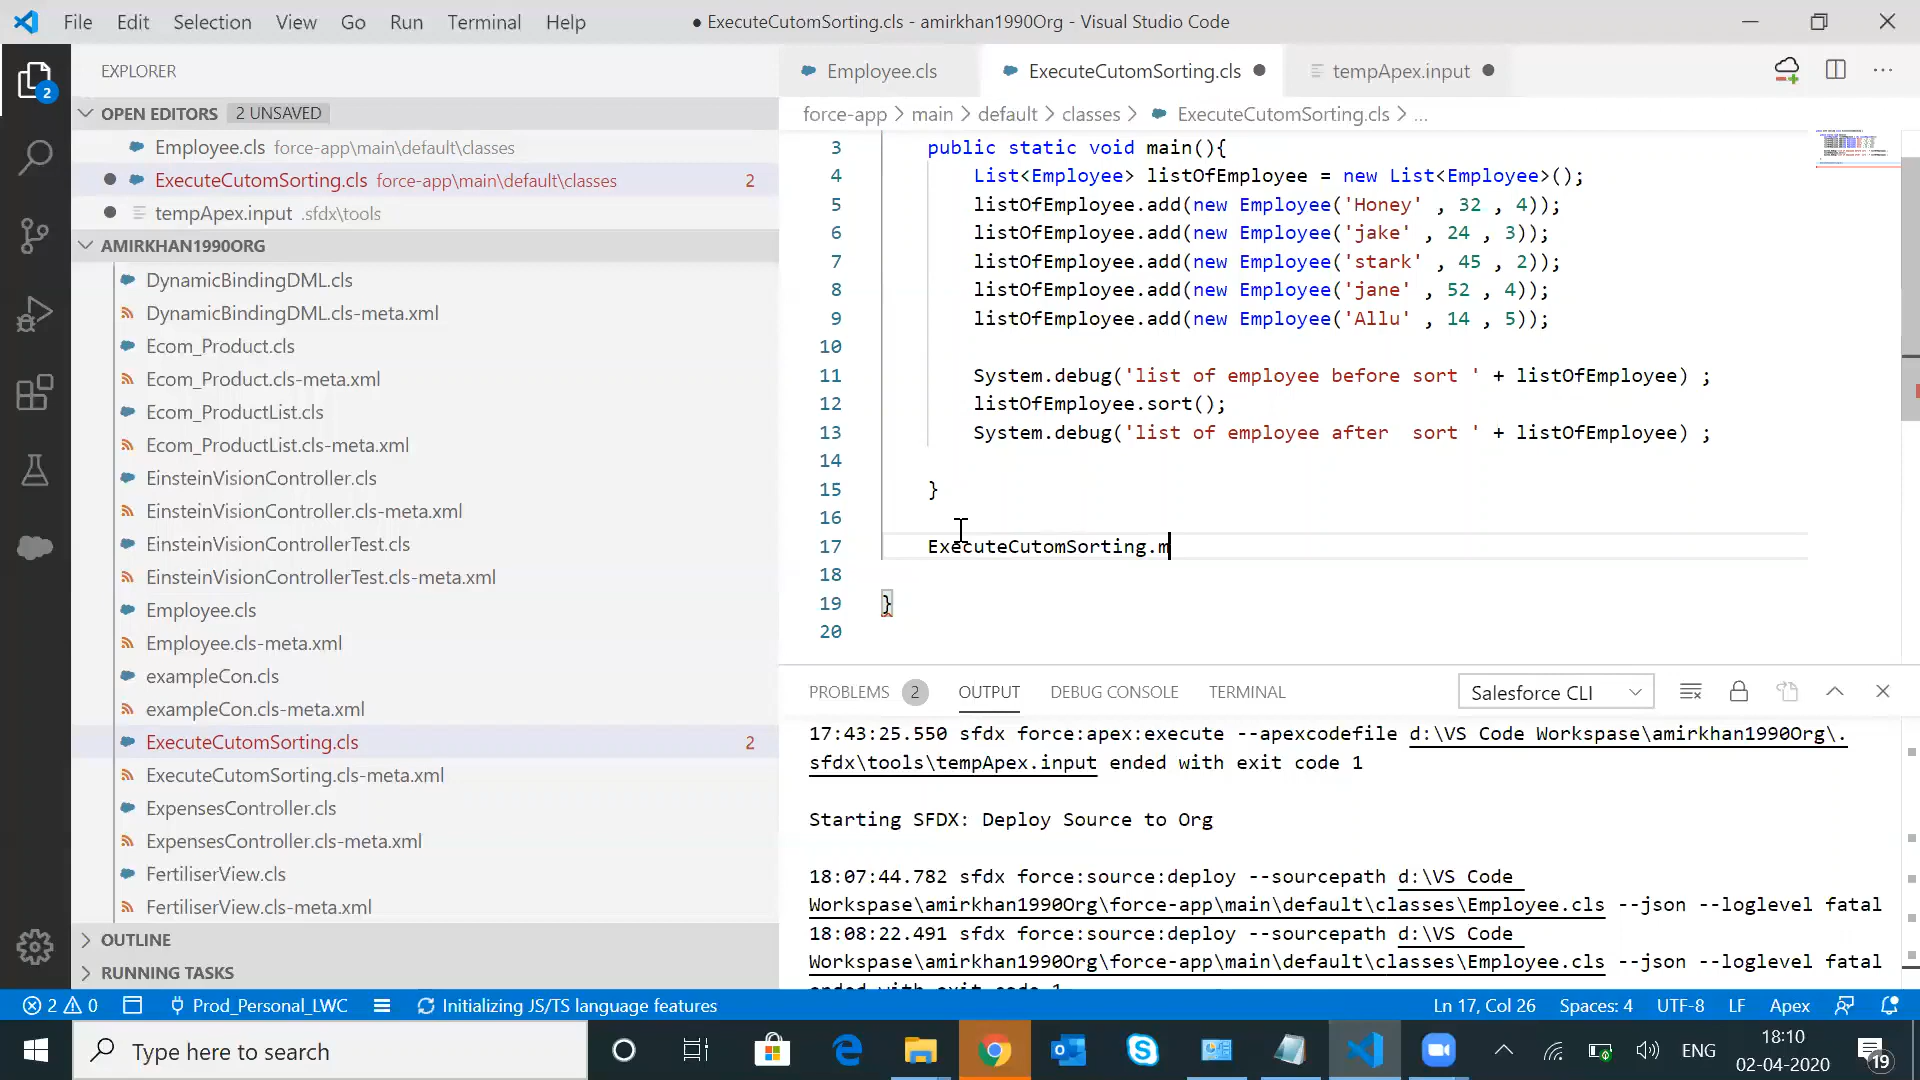 File Edit Selection View Go Run Terminal Help
● ExecuteCutomSorting.cls - amirkhan1990Org - Visual Studio Code
EXPLORER
OPEN EDITORS 2 UNSAVED
Employee.cls force-app\main\default\classes
ExecuteCutomSorting.cls force-app\main\default\classes 2
tempApex.input .sfdx\tools
AMIRKHAN1990ORG
DynamicBindingDML.cls
DynamicBindingDML.cls-meta.xml
Ecom_Product.cls
Ecom_Product.cls-meta.xml
Ecom_ProductList.cls
Ecom_ProductList.cls-meta.xml
EinsteinVisionController.cls
EinsteinVisionController.cls-meta.xml
EinsteinVisionControllerTest.cls
EinsteinVisionControllerTest.cls-meta.xml
Employee.cls
Employee.cls-meta.xml
exampleCon.cls
exampleCon.cls-meta.xml
ExecuteCutomSorting.cls 2
ExecuteCutomSorting.cls-meta.xml
ExpensesController.cls
ExpensesController.cls-meta.xml
FertiliserView.cls
FertiliserView.cls-meta.xml
OUTLINE
RUNNING TASKS
2
Employee.cls ExecuteCutomSorting.cls tempApex.input
force-app > main > default > classes > ExecuteCutomSorting.cls > ...
3 public static void main(){
4 List<Employee> listOfEmployee = new List<Employee>();
5 listOfEmployee.add(new Employee('Honey' , 32 , 4));
6 listOfEmployee.add(new Employee('jake' , 24 , 3));
7 listOfEmployee.add(new Employee('stark' , 45 , 2));
8 listOfEmployee.add(new Employee('jane' , 52 , 4));
9 listOfEmployee.add(new Employee('Allu' , 14 , 5));
10
11 System.debug('list of employee before sort ' + listOfEmployee) ;
12 listOfEmployee.sort();
13 System.debug('list of employee after  sort ' + listOfEmployee) ;
14
15 }
16
17 ExecuteCutomSorting.m
18
19 }
20
PROBLEMS 2 OUTPUT DEBUG CONSOLE TERMINAL Salesforce CLI
17:43:25.550 sfdx force:apex:execute --apexcodefile d:\VS Code Workspase\amirkhan1990Org\.
sfdx\tools\tempApex.input ended with exit code 1
Starting SFDX: Deploy Source to Org
18:07:44.782 sfdx force:source:deploy --sourcepath d:\VS Code
Workspase\amirkhan1990Org\force-app\main\default\classes\Employee.cls --json --loglevel fatal
18:08:22.491 sfdx force:source:deploy --sourcepath d:\VS Code
Workspase\amirkhan1990Org\force-app\main\default\classes\Employee.cls --json --loglevel fatal
ended with exit code 1
2 0 Prod_Personal_LWC Initializing JS/TS language features Ln 17, Col 26 Spaces: 4 UTF-8 LF Apex
Type here to search
ENG
18:10
02-04-2020
19